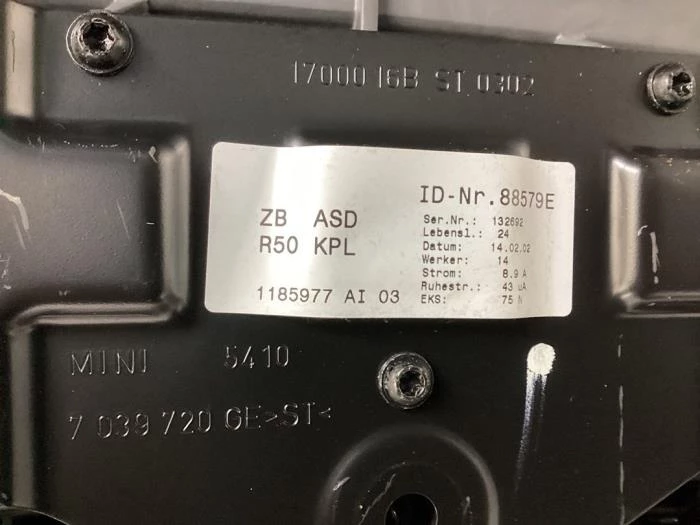 17000 16B ST 0302
ZB ASD
R50 KPL
1185977 AI 03
ID-Nr. 88579E
Ser.Nr.: 132692
Lebensl.: 24
Datum: 14.02.02
Werker: 14
Strom: 8.9 A
Ruhestr.: 43 uA
EKS: 75 N
MINI 5410
7 039 720 GE>ST<